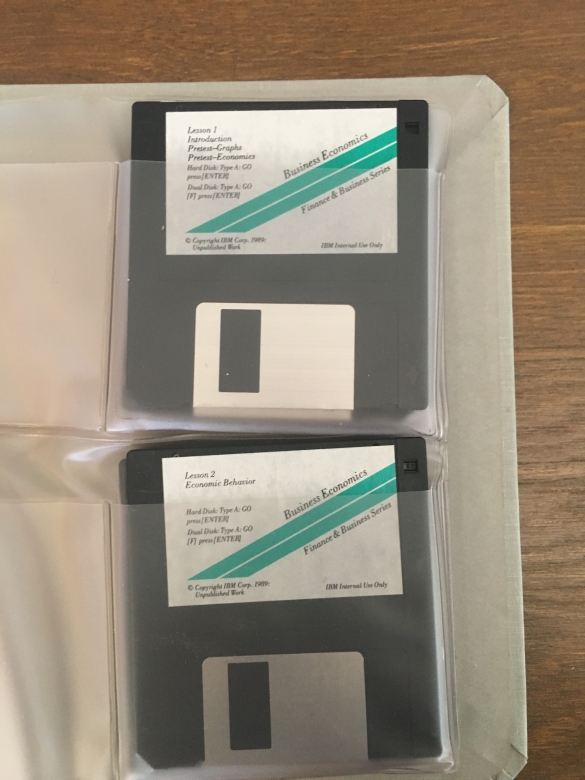 Lesson 1
Introduction
Pretest–Graphs
Pretest–Economics
Hard Disk: Type A: GO
press[ENTER]
Dual Disk: Type A: GO
[F] press[ENTER]
Business Economics
Finance & Business Series
© Copyright IBM Corp. 1989:
Unpublished Work
IBM Internal Use Only
Lesson 2
Economic Behavior
Hard Disk: Type A: GO
press[ENTER]
Dual Disk: Type A: GO
[F] press[ENTER]
Business Economics
Finance & Business Series
© Copyright IBM Corp. 1989:
Unpublished Work
IBM Internal Use Only